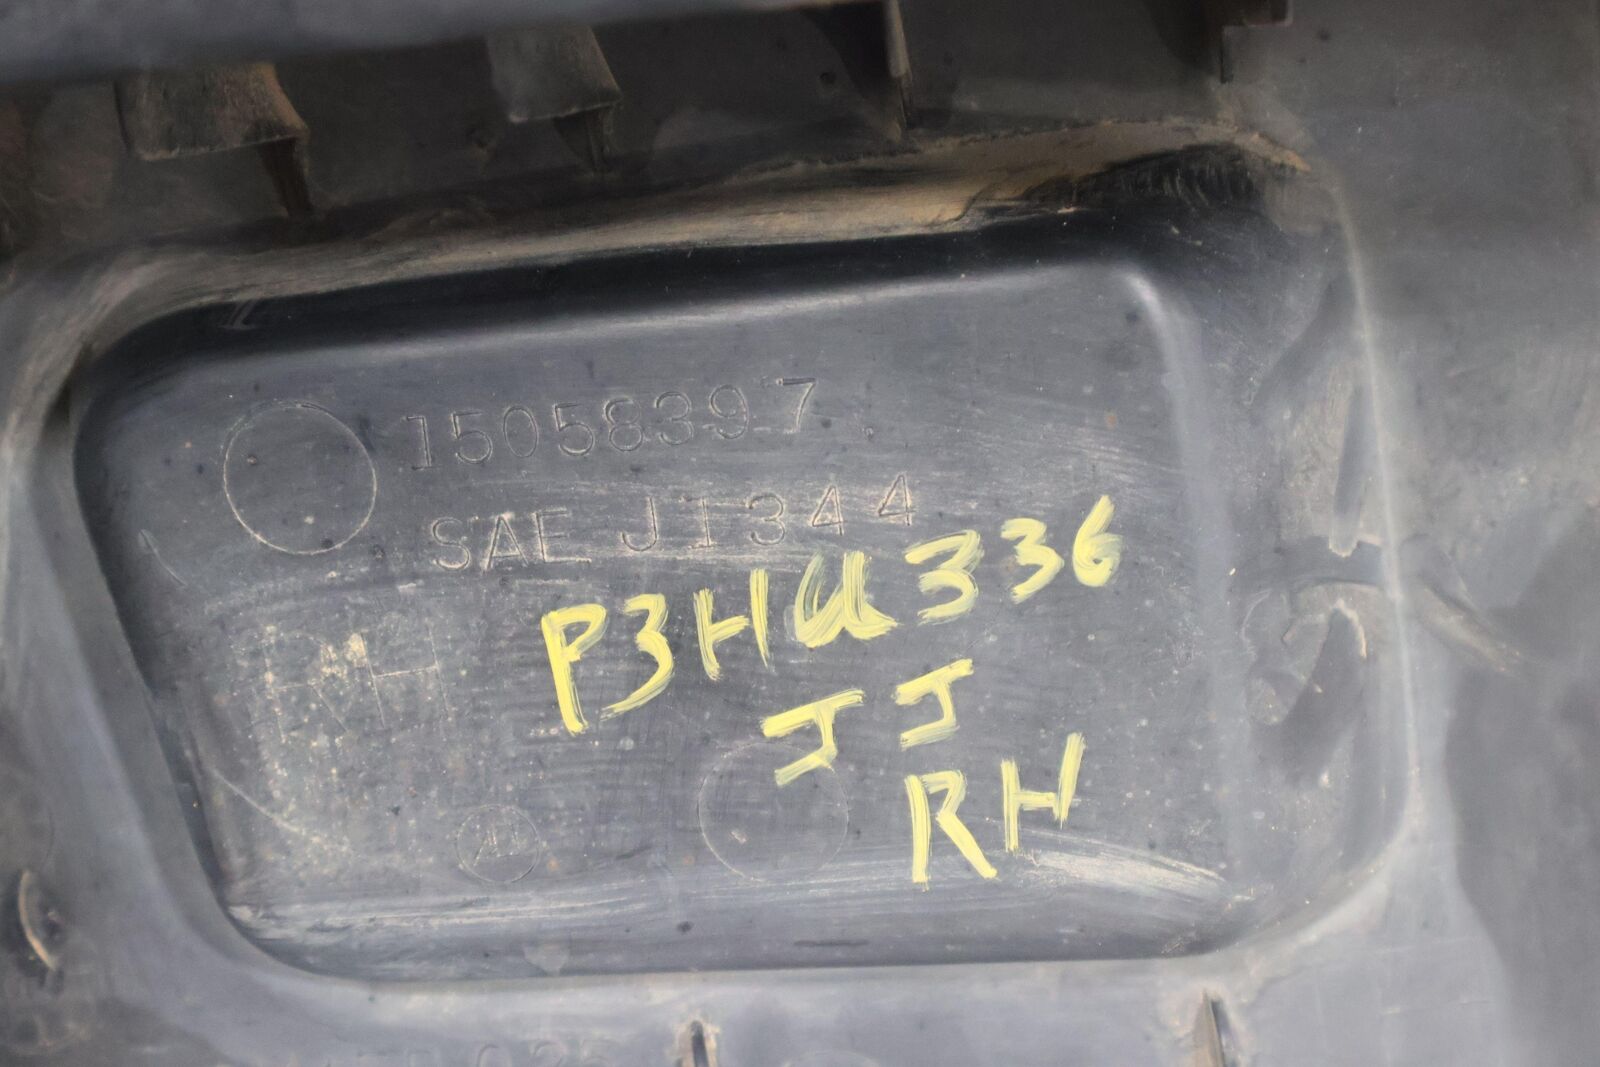 15058397
SAE J1344
P3HU336
RH
JJ
RH